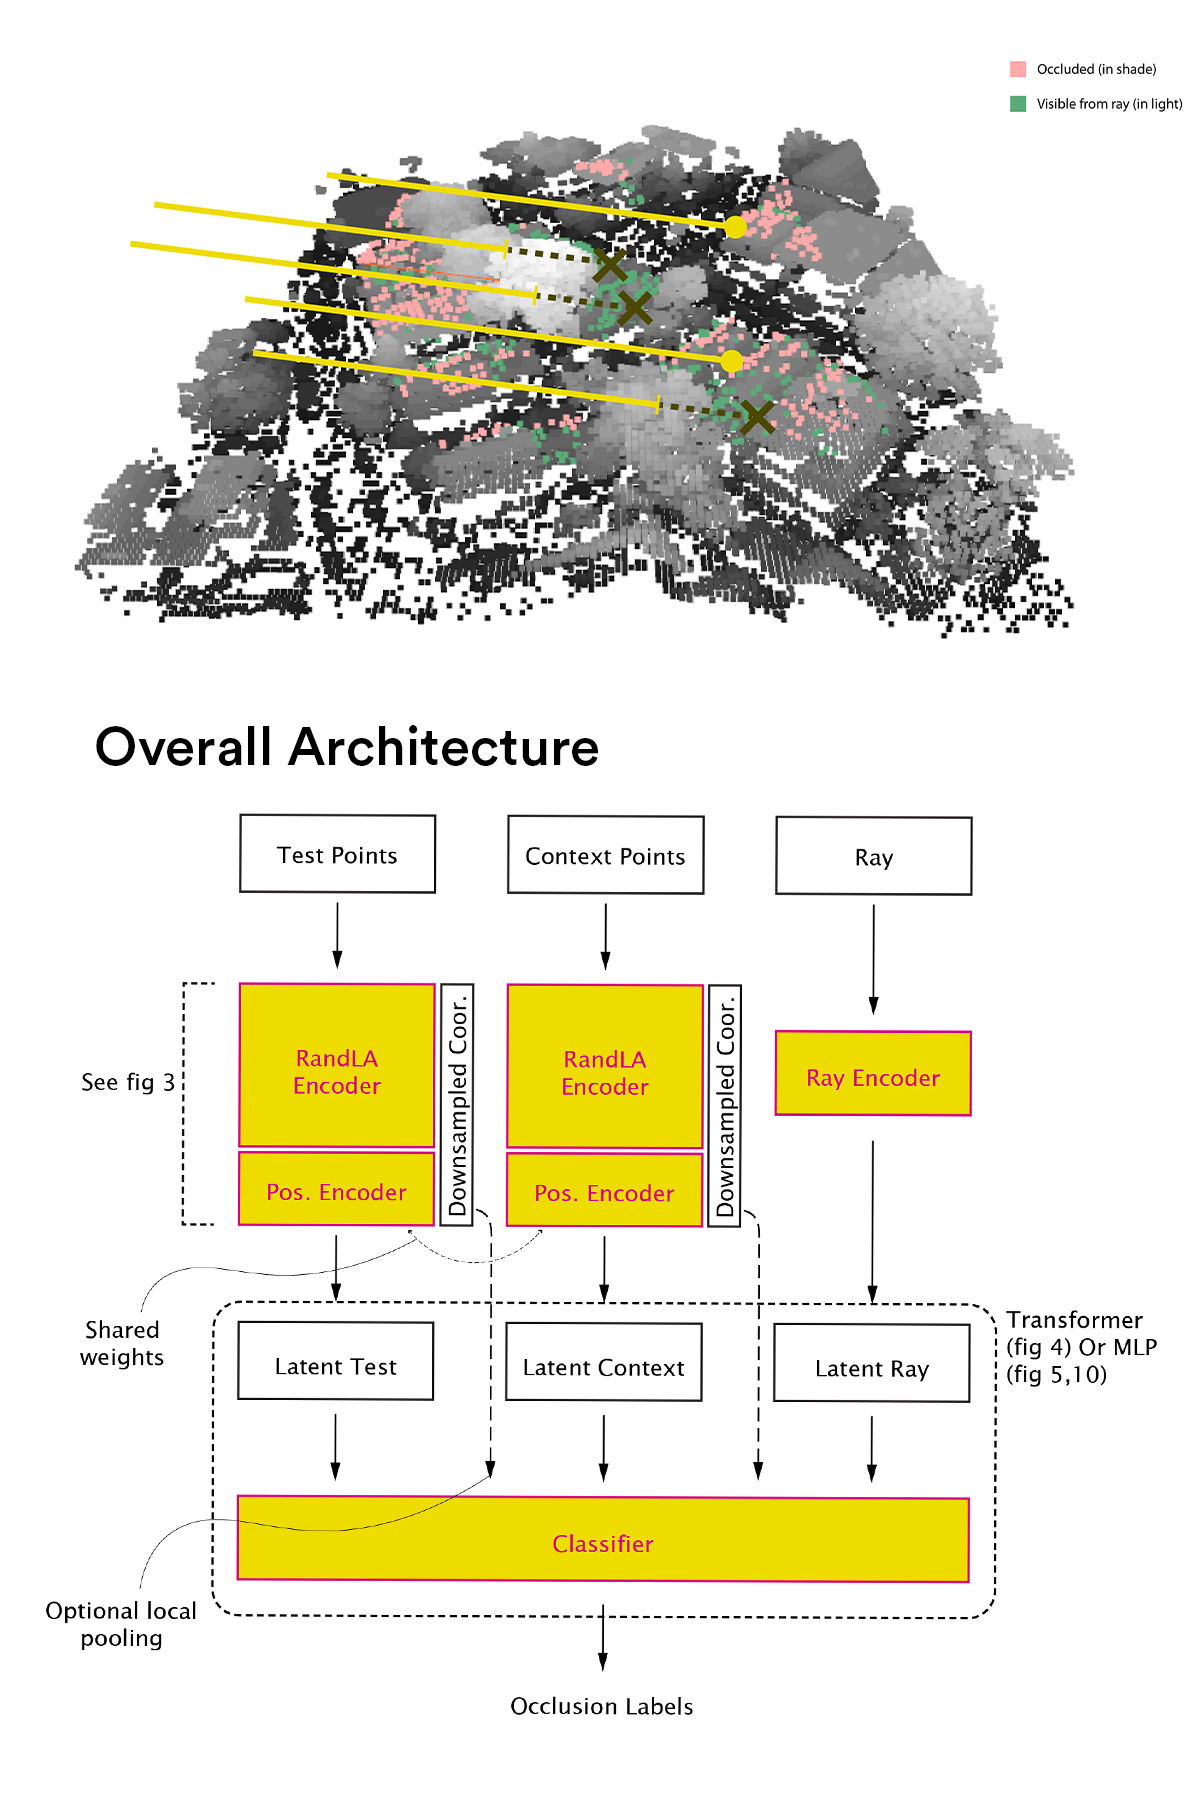 Occluded (in shade)
Visible from ray (in light)
Overall Architecture
Test Points
Context Points
Ray
See fig 3
RandLA
Encoder
Pos. Encoder
Downsampled Coor.
RandLA
Encoder
Pos. Encoder
Downsampled Coor.
Ray Encoder
Shared
weights
Latent Test
Latent Context
Latent Ray
Transformer
(fig 4) Or MLP
(fig 5,10)
Classifier
Optional local
pooling
Occlusion Labels